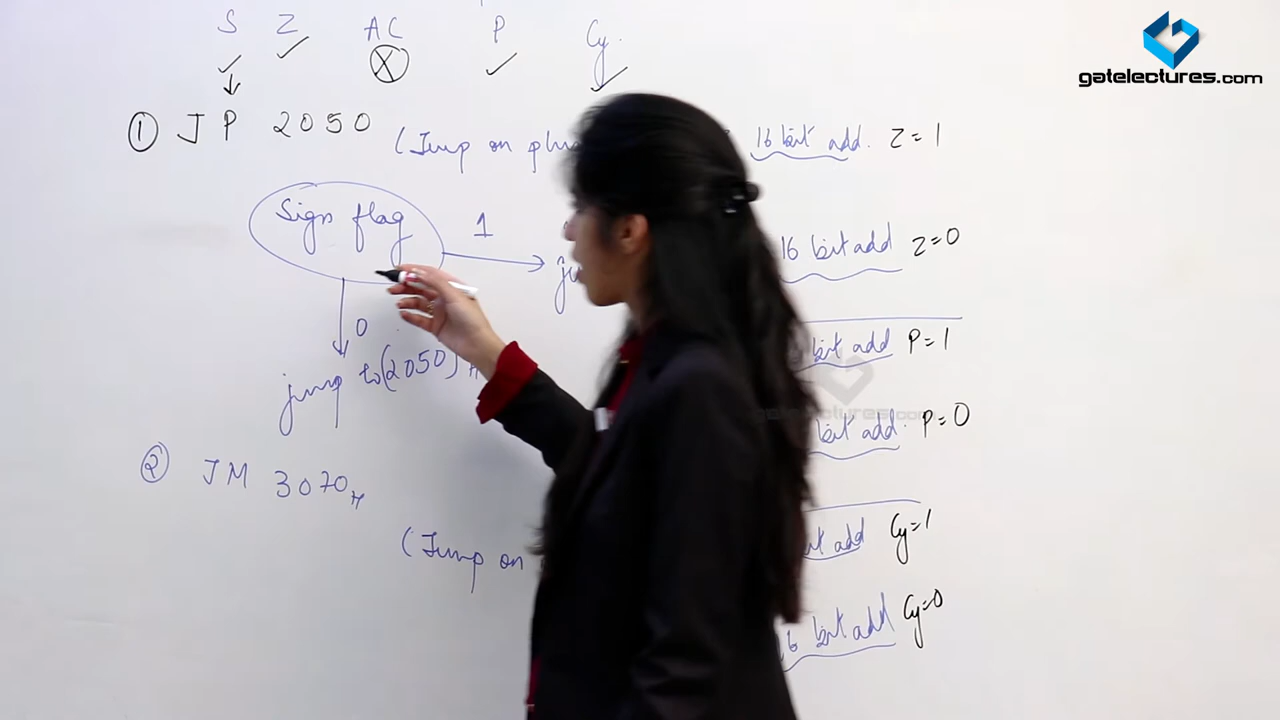 S Z AC P Cy
gatelectures.com
① JP 2050
(Jump on plus
16 bit add. Z = 1
Sign flag
1
16 bit add Z=0
0
bit add P=1
jump to (2050)H
gatelectures.com
bit add. P=0
② JM 3070H
(Jump on
bit add Cy=1
bit add Cy=0